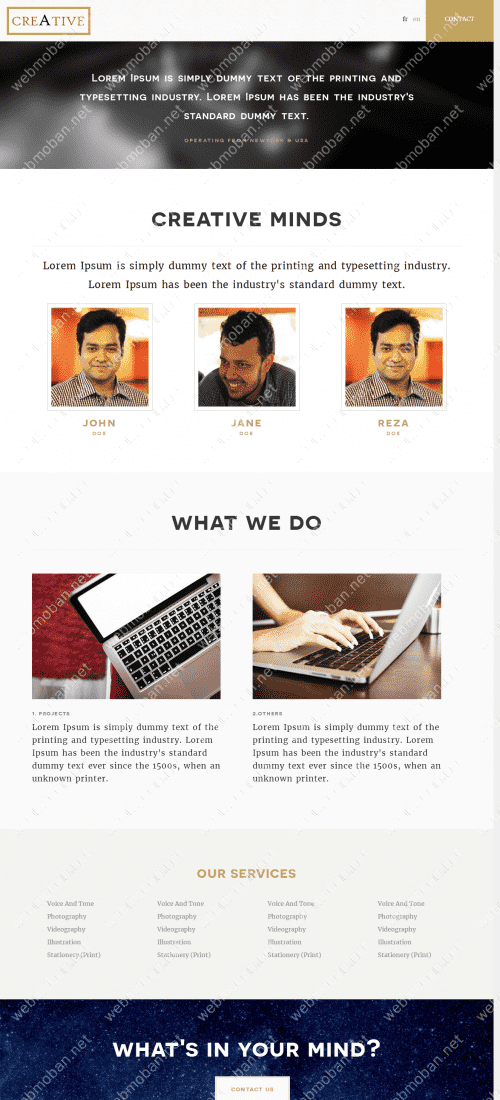 CREATIVE
fr en
CONTACT
Lorem Ipsum is simply dummy text of the printing and
typesetting industry. Lorem Ipsum has been the industry's
standard dummy text.
OPERATING FROM NEWYORK & USA
CREATIVE MINDS
Lorem Ipsum is simply dummy text of the printing and typesetting industry.
Lorem Ipsum has been the industry's standard dummy text.
JOHN JANE REZA
DOE DOE DOE
WHAT WE DO
1. PROJECTS
Lorem Ipsum is simply dummy text of the
printing and typesetting industry. Lorem
Ipsum has been the industry's standard
dummy text ever since the 1500s, when an
unknown printer.
2.OTHERS
Lorem Ipsum is simply dummy text of the
printing and typesetting industry. Lorem
Ipsum has been the industry's standard
dummy text ever since the 1500s, when an
unknown printer.
OUR SERVICES
Voice And Tone Voice And Tone Voice And Tone Voice And Tone
Photography Photography Photography Photography
Videography Videography Videography Videography
Illustration Illustration Illustration Illustration
Stationery (Print) Stationery (Print) Stationery (Print) Stationery (Print)
WHAT'S IN YOUR MIND?
CONTACT US
webmoban.net